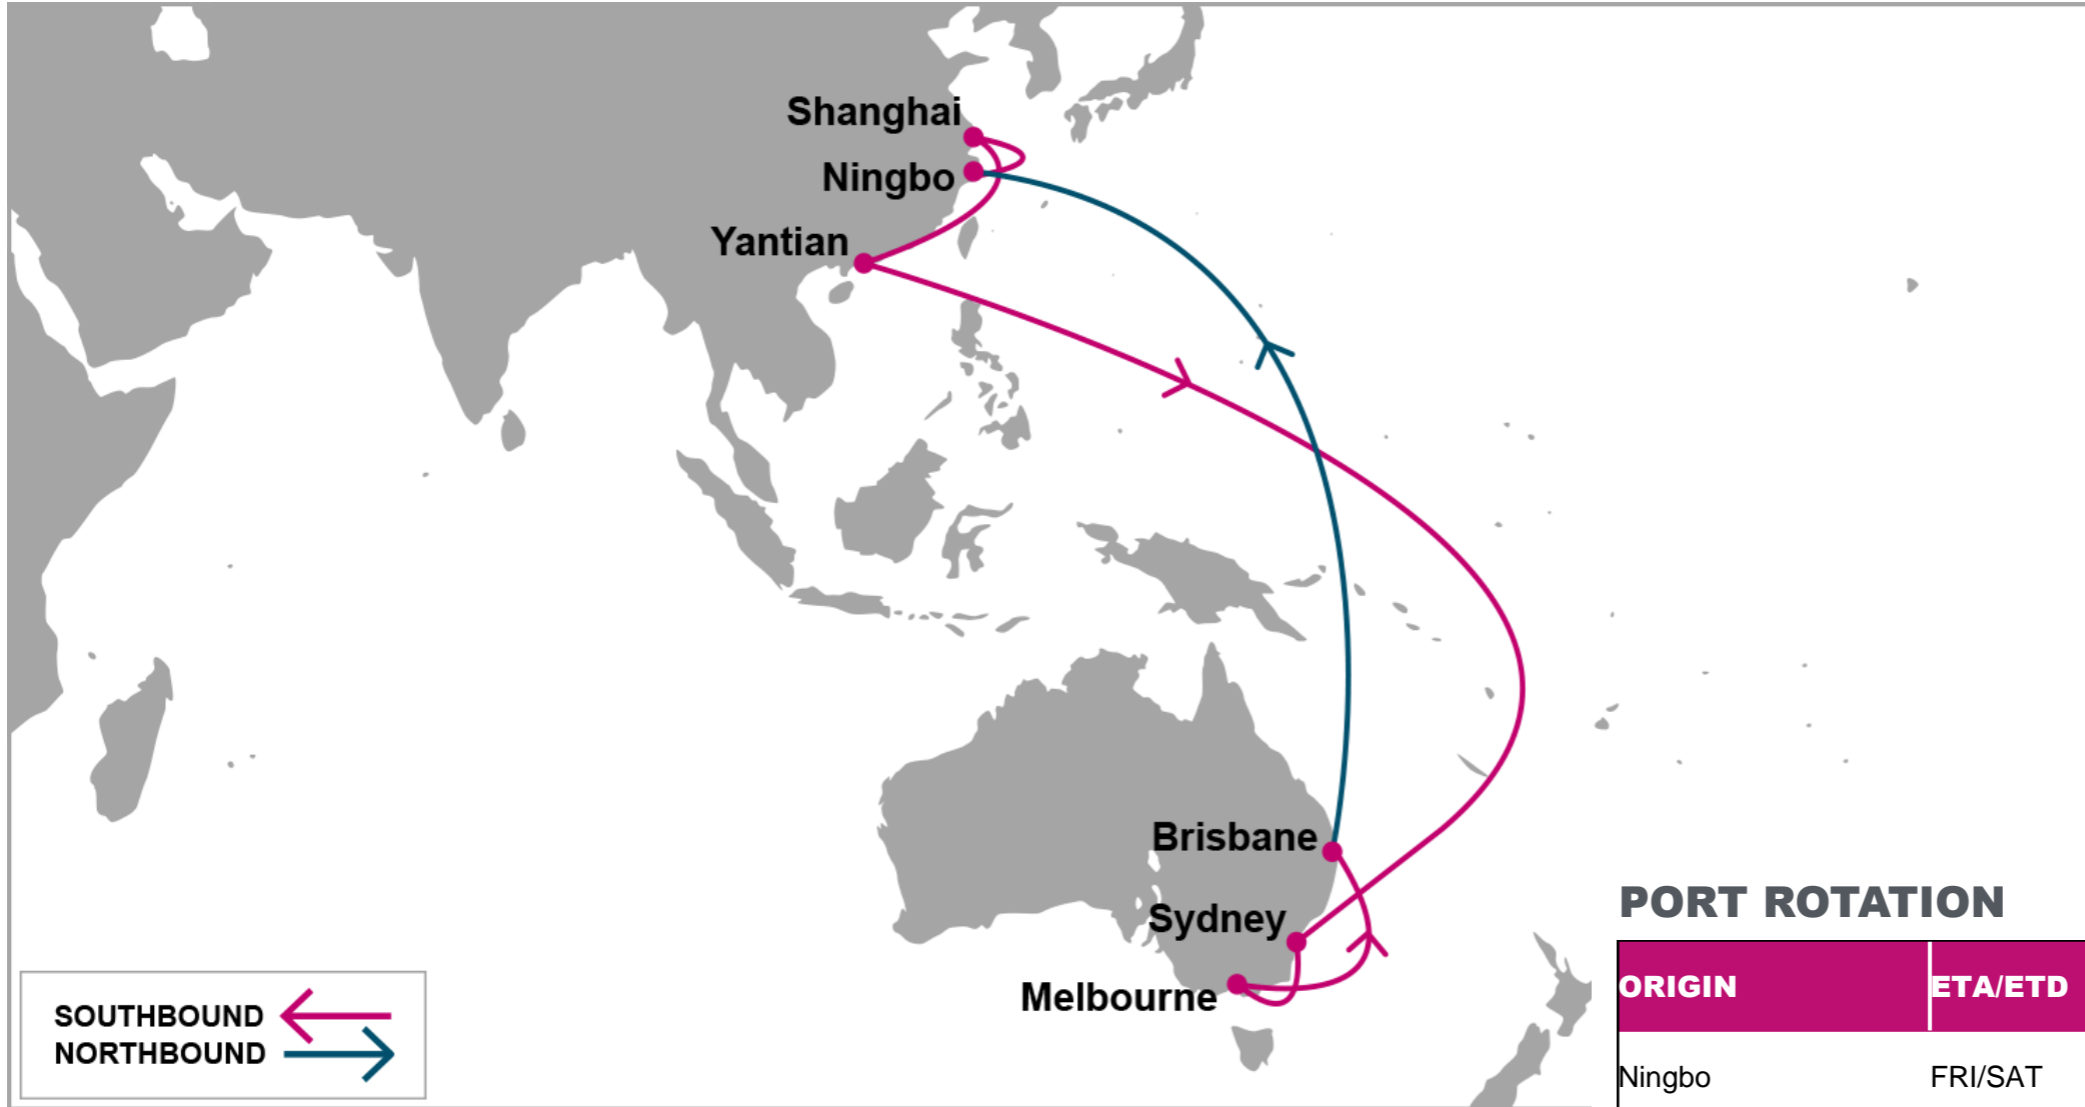 Shanghai
Ningbo
Yantian
Brisbane
Sydney
Melbourne
SOUTHBOUND
NORTHBOUND
PORT ROTATION
ORIGIN ETA/ETD
Ningbo FRI/SAT